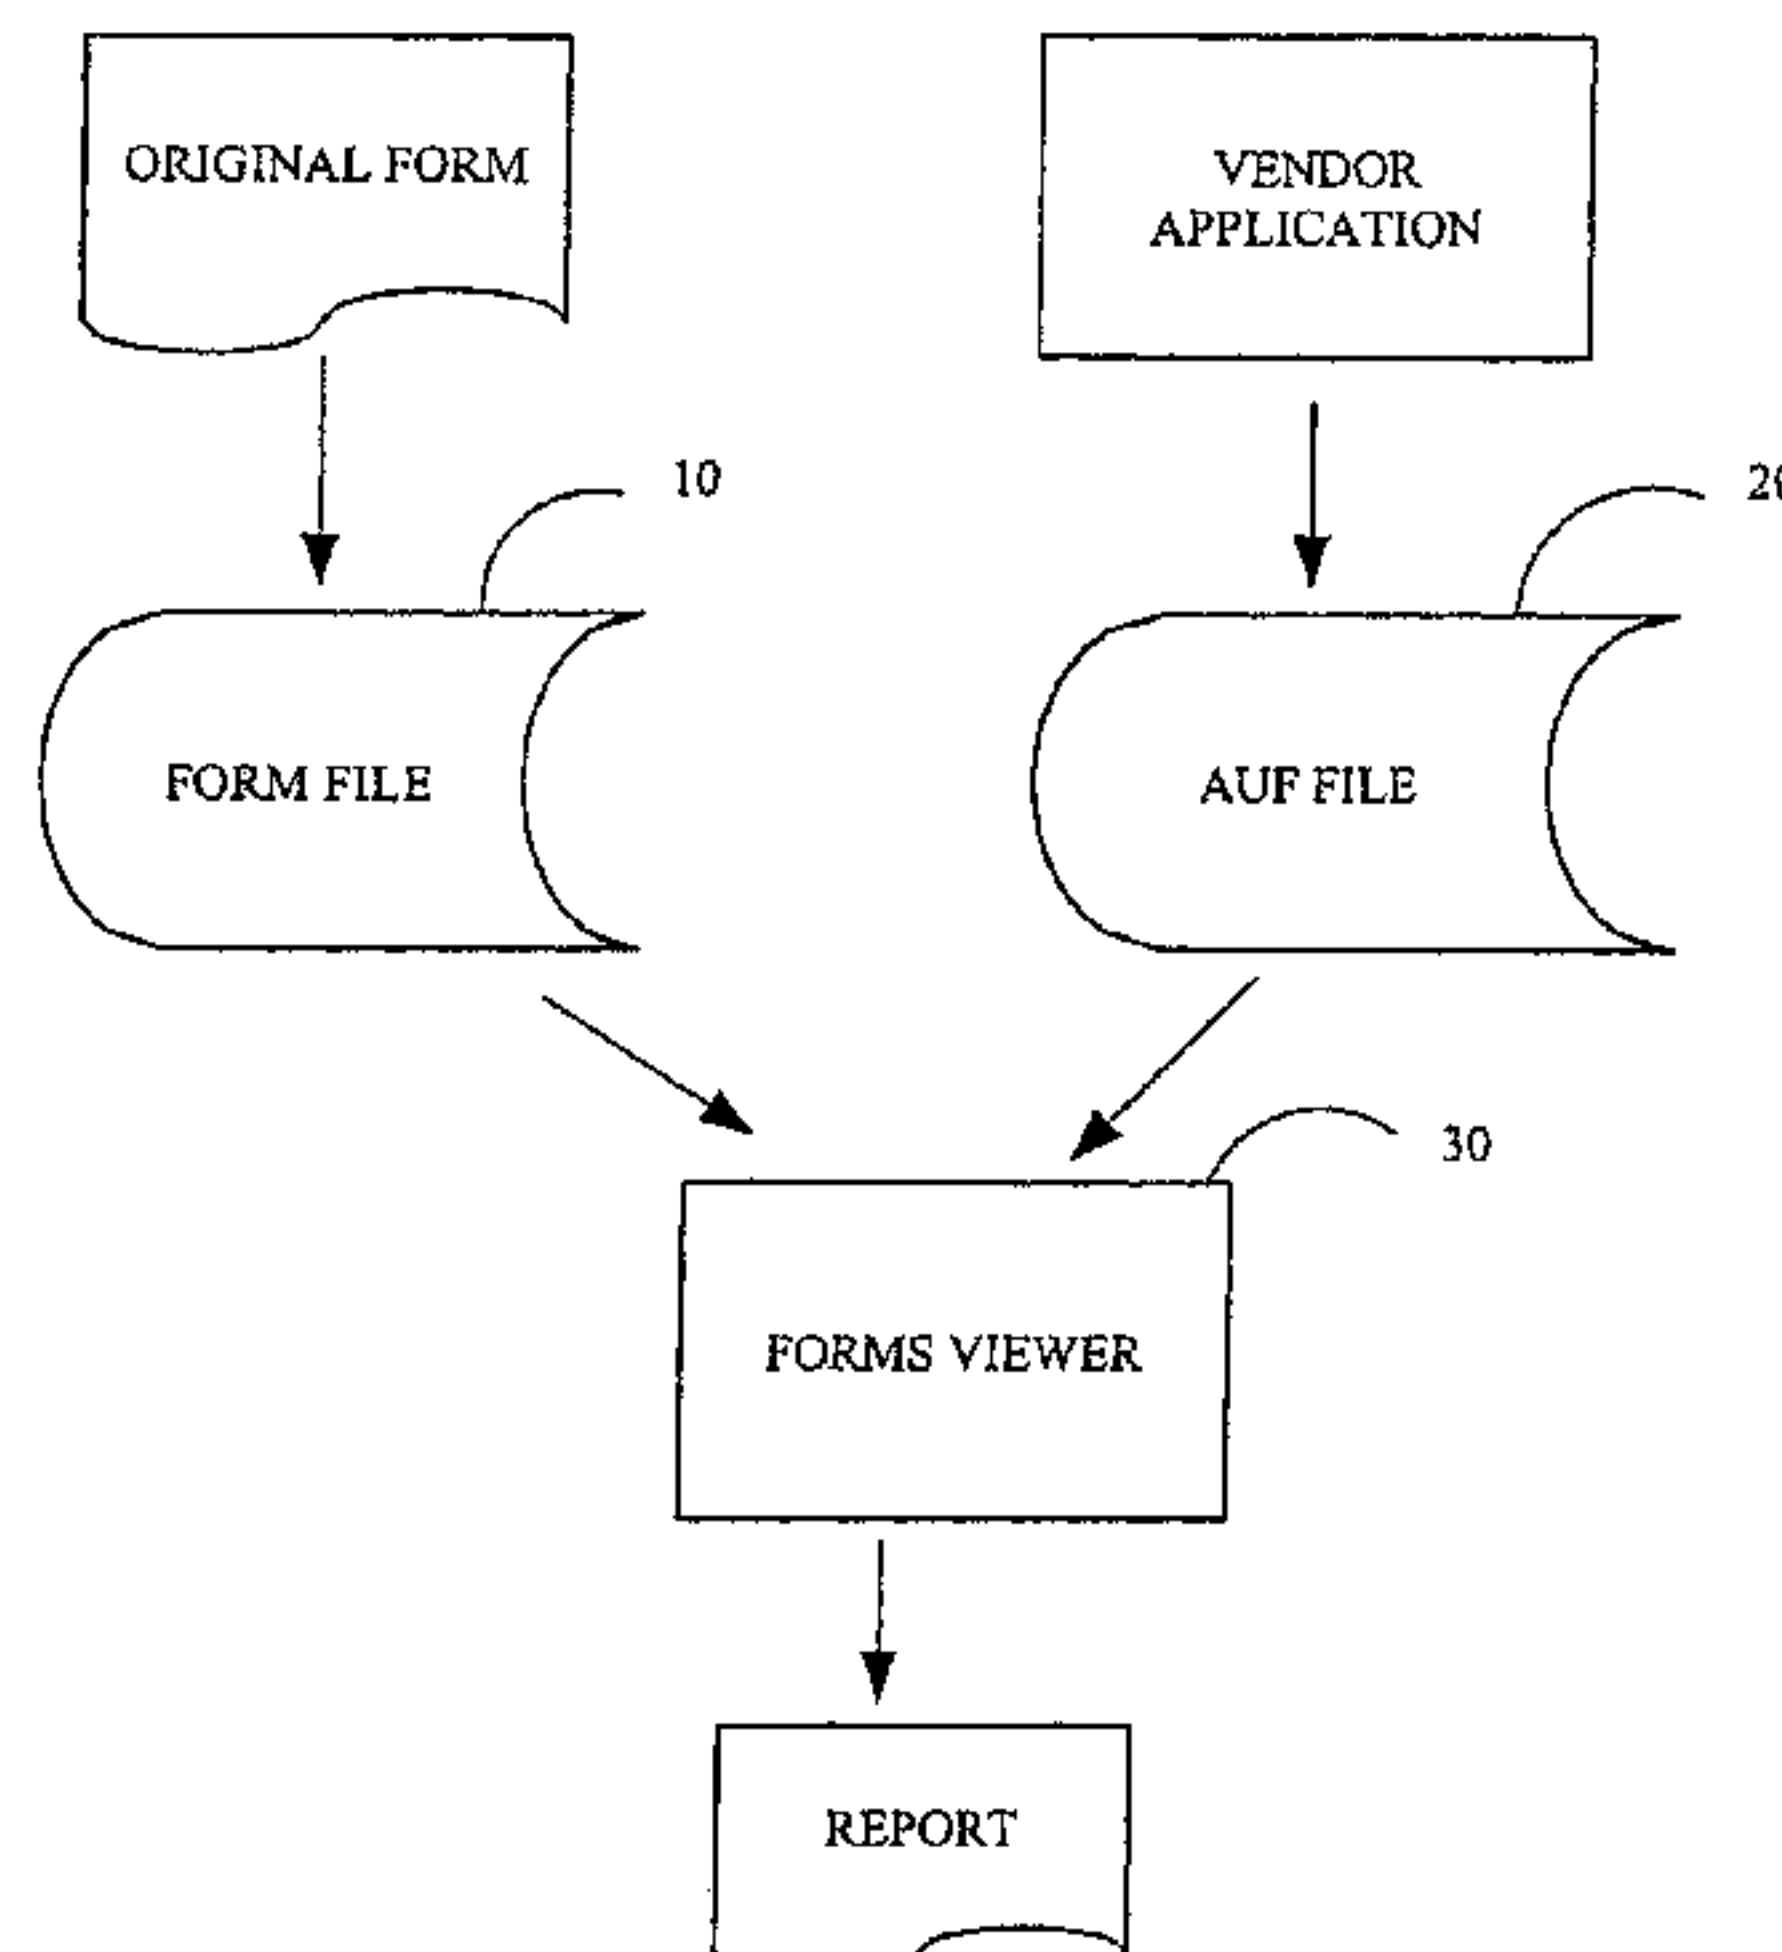 ORIGINAL FORM
VENDOR
APPLICATION
10
FORM FILE
AUF FILE
30
FORMS VIEWER
REPORT